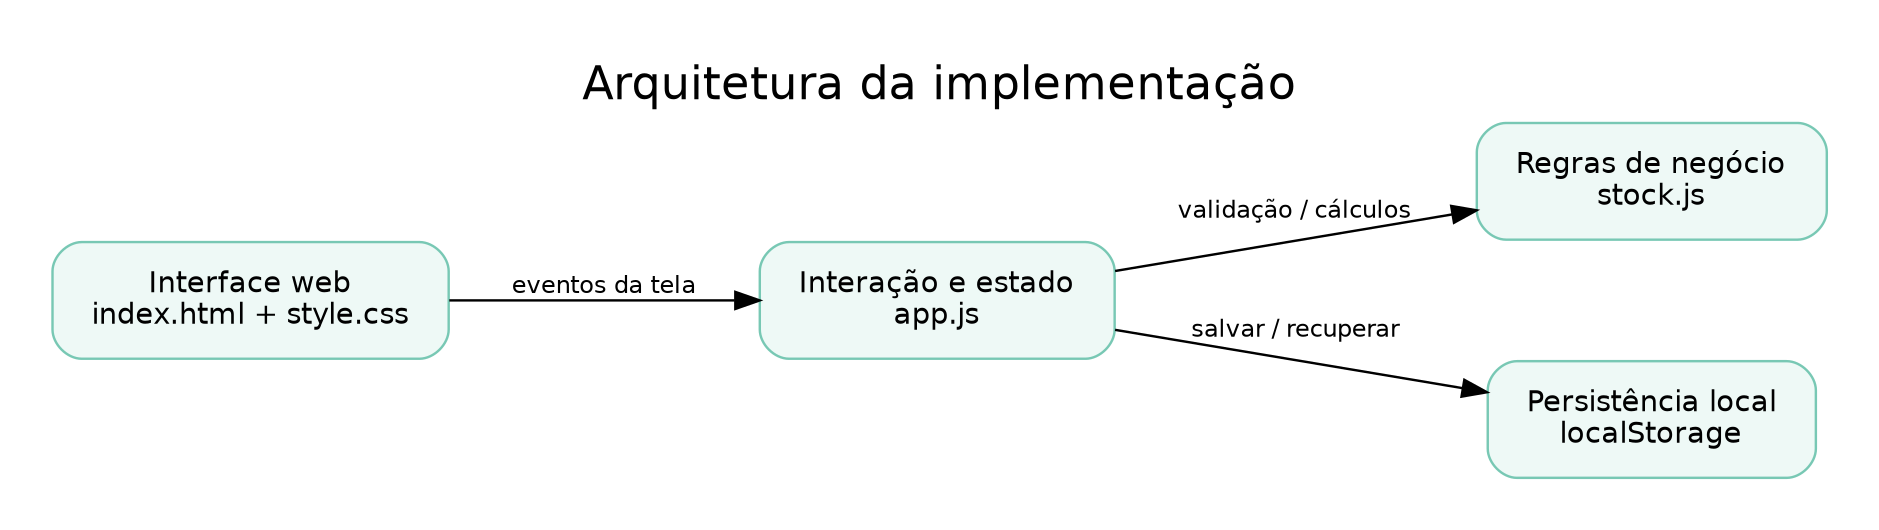 Arquitetura da implementação
Interface web
index.html + style.css
eventos da tela
Interação e estado
app.js
validação / cálculos
Regras de negócio
stock.js
salvar / recuperar
Persistência local
localStorage